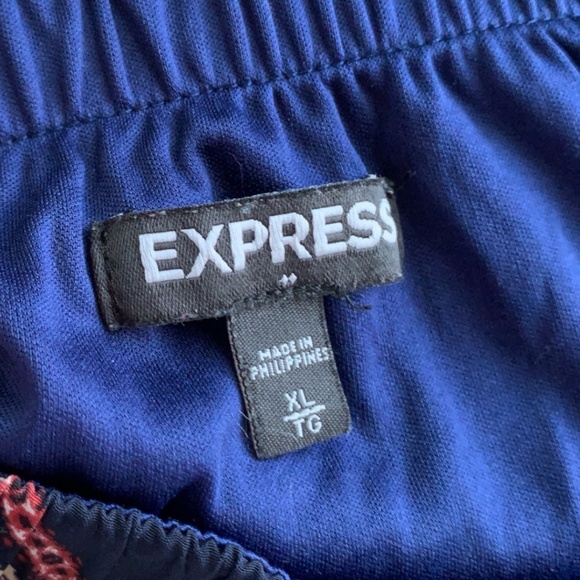 EXPRESS
MADE IN
PHILIPPINES
XL
TG